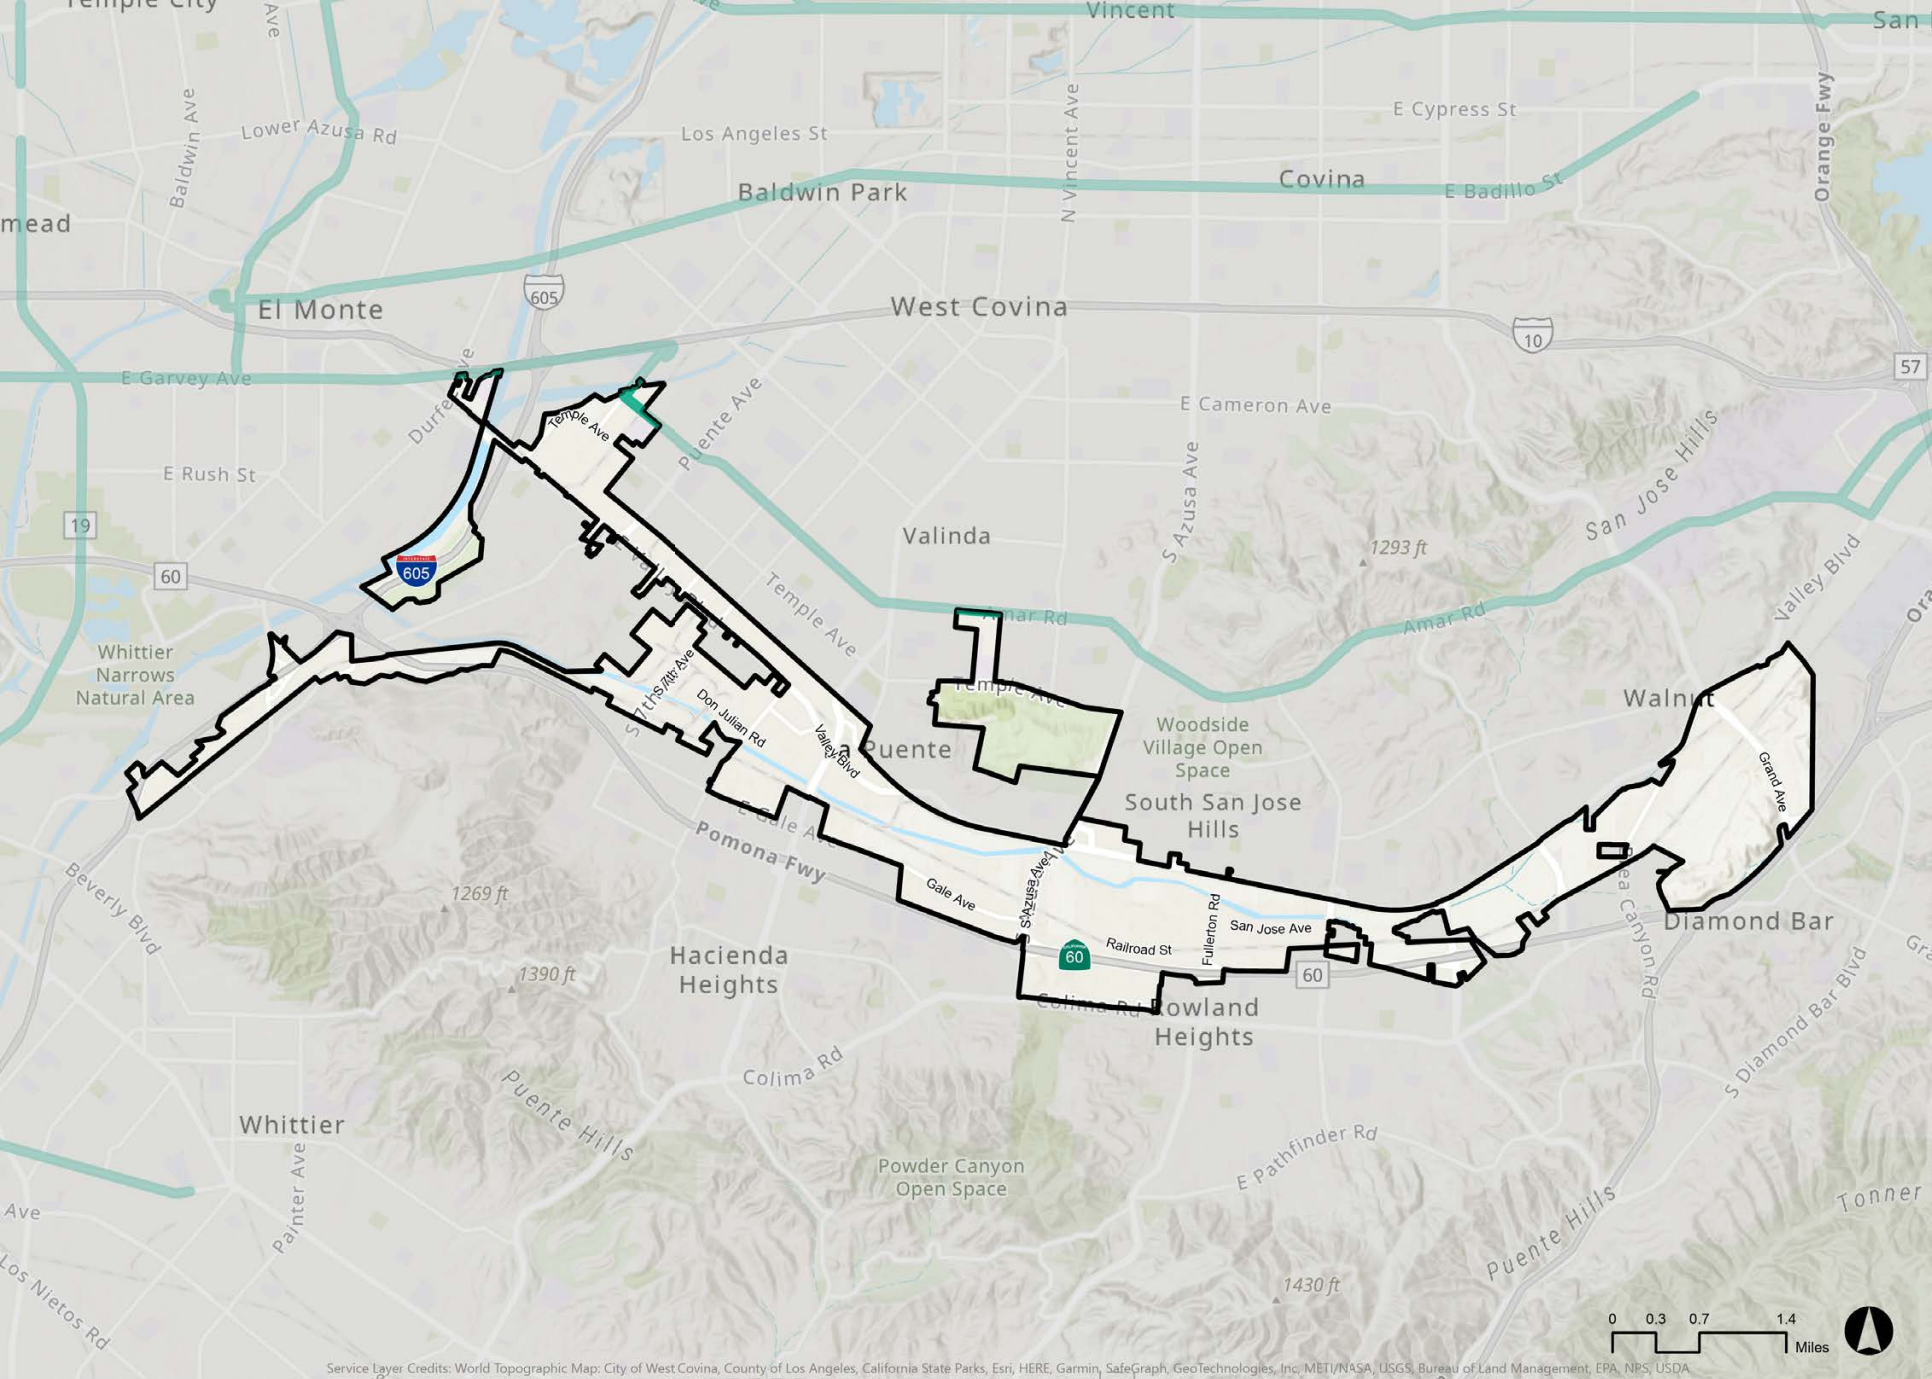 Temple City
Ave
Vincent
San
Baldwin Ave
Lower Azusa Rd
Los Angeles St
N Vincent Ave
E Cypress St
Orange Fwy
mead
Baldwin Park
Covina
E Badillo St
El Monte
605
West Covina
10
57
E Garvey Ave
Durfee Ave
Temple Ave
Puente Ave
E Cameron Ave
S Azusa Ave
San Jose Hills
E Rush St
19
60
605
Valinda
1293 ft
Valley Blvd
Temple Ave
Amar Rd
Amar Rd
Whittier
Narrows
Natural Area
S 7th Ave
S 7th Ave
Don Julian Rd
Valley Blvd
a Puente
Temple Ave
Woodside
Village Open
Space
Walnut
Grand Ave
South San Jose
Hills
E Gale Ave
Pomona Fwy
Beverly Blvd
1269 ft
Gale Ave
S Azusa Ave
60
Railroad St
Fullerton Rd
San Jose Ave
60
ea Canyon Rd
Diamond Bar
Hacienda
Heights
1390 ft
Colima Rd
Rowland
Heights
Colima Rd
S Diamond Bar Blvd
Puente Hills
Whittier
Painter Ave
Powder Canyon
Open Space
E Pathfinder Rd
Puente Hills
Tonner
Ave
Los Nietos Rd
1430 ft
0 0.3 0.7 1.4
Miles
Service Layer Credits: World Topographic Map: City of West Covina, County of Los Angeles, California State Parks, Esri, HERE, Garmin, SafeGraph, GeoTechnologies, Inc, METI/NASA, USGS, Bureau of Land Management, EPA, NPS, USDA